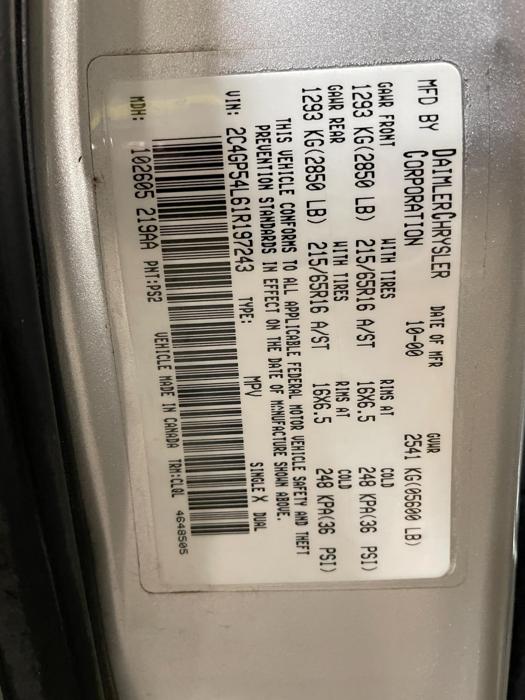 MFD BY DAIMLERCHRYSLER CORPORATION DATE OF MFR 10-00 GVWR 2541 KG(05600 LB)
GAWR FRONT WITH TIRES RIMS AT COLD
1293 KG(2850 LB) 215/65R16 A/ST 16X6.5 248 KPA(36 PSI)
GAWR REAR WITH TIRES RIMS AT COLD
1293 KG(2850 LB) 215/65R16 A/ST 16X6.5 248 KPA(36 PSI)
THIS VEHICLE CONFORMS TO ALL APPLICABLE FEDERAL MOTOR VEHICLE SAFETY AND THEFT
PREVENTION STANDARDS IN EFFECT ON THE DATE OF MANUFACTURE SHOWN ABOVE.
VIN: 2C4GP54L61R197243 TYPE: MPV SINGLE X DUAL
MDH: 102605 2199A PNT:PS2 VEHICLE MADE IN CANADA TRM:CLQL 4648505